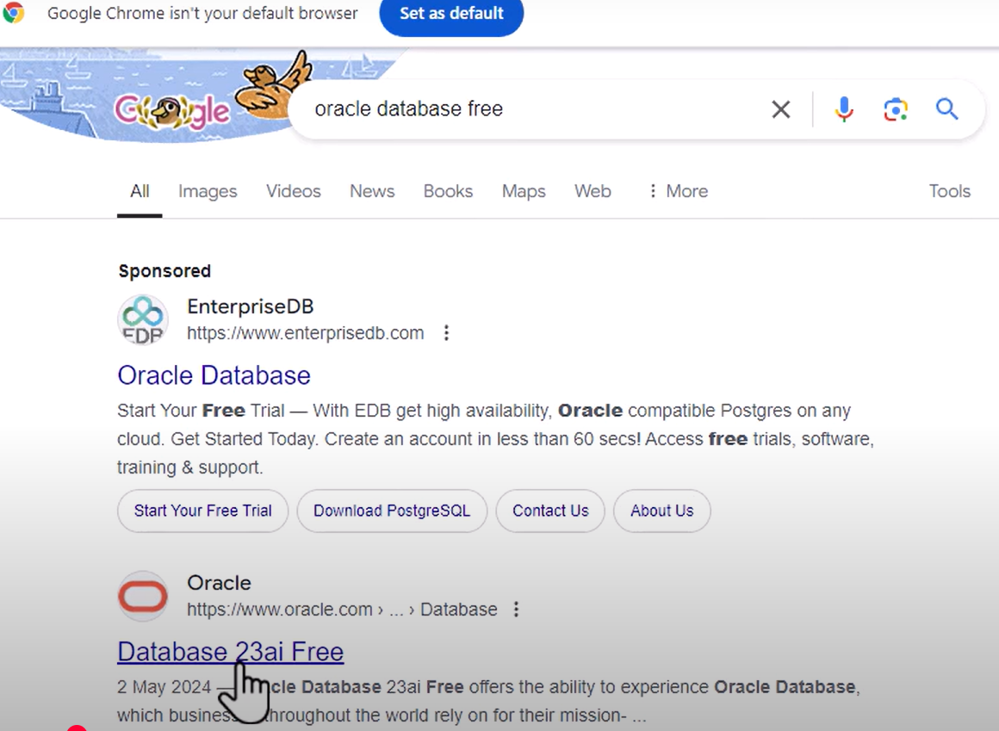 Google Chrome isn't your default browser Set as default
Google
oracle database free
All Images Videos News Books Maps Web More Tools
Sponsored
EnterpriseDB
EDB
https://www.enterprisedb.com
Oracle Database
Start Your Free Trial — With EDB get high availability, Oracle compatible Postgres on any
cloud. Get Started Today. Create an account in less than 60 secs! Access free trials, software,
training & support.
Start Your Free Trial Download PostgreSQL Contact Us About Us
Oracle
https://www.oracle.com › ... › Database
Database 23ai Free
2 May 2024 — cle Database 23ai Free offers the ability to experience Oracle Database,
which business throughout the world rely on for their mission- ...